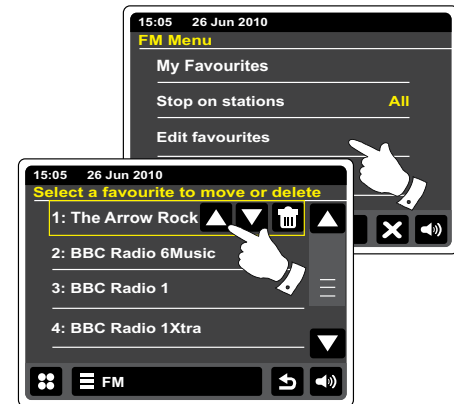 15:05 26 Jun 2010
FM Menu
My Favourites
Stop on stations All
Edit favourites
15:05 26 Jun 2010
Select a favourite to move or delete
1: The Arrow Rock
2: BBC Radio 6Music
3: BBC Radio 1
4: BBC Radio 1Xtra
FM